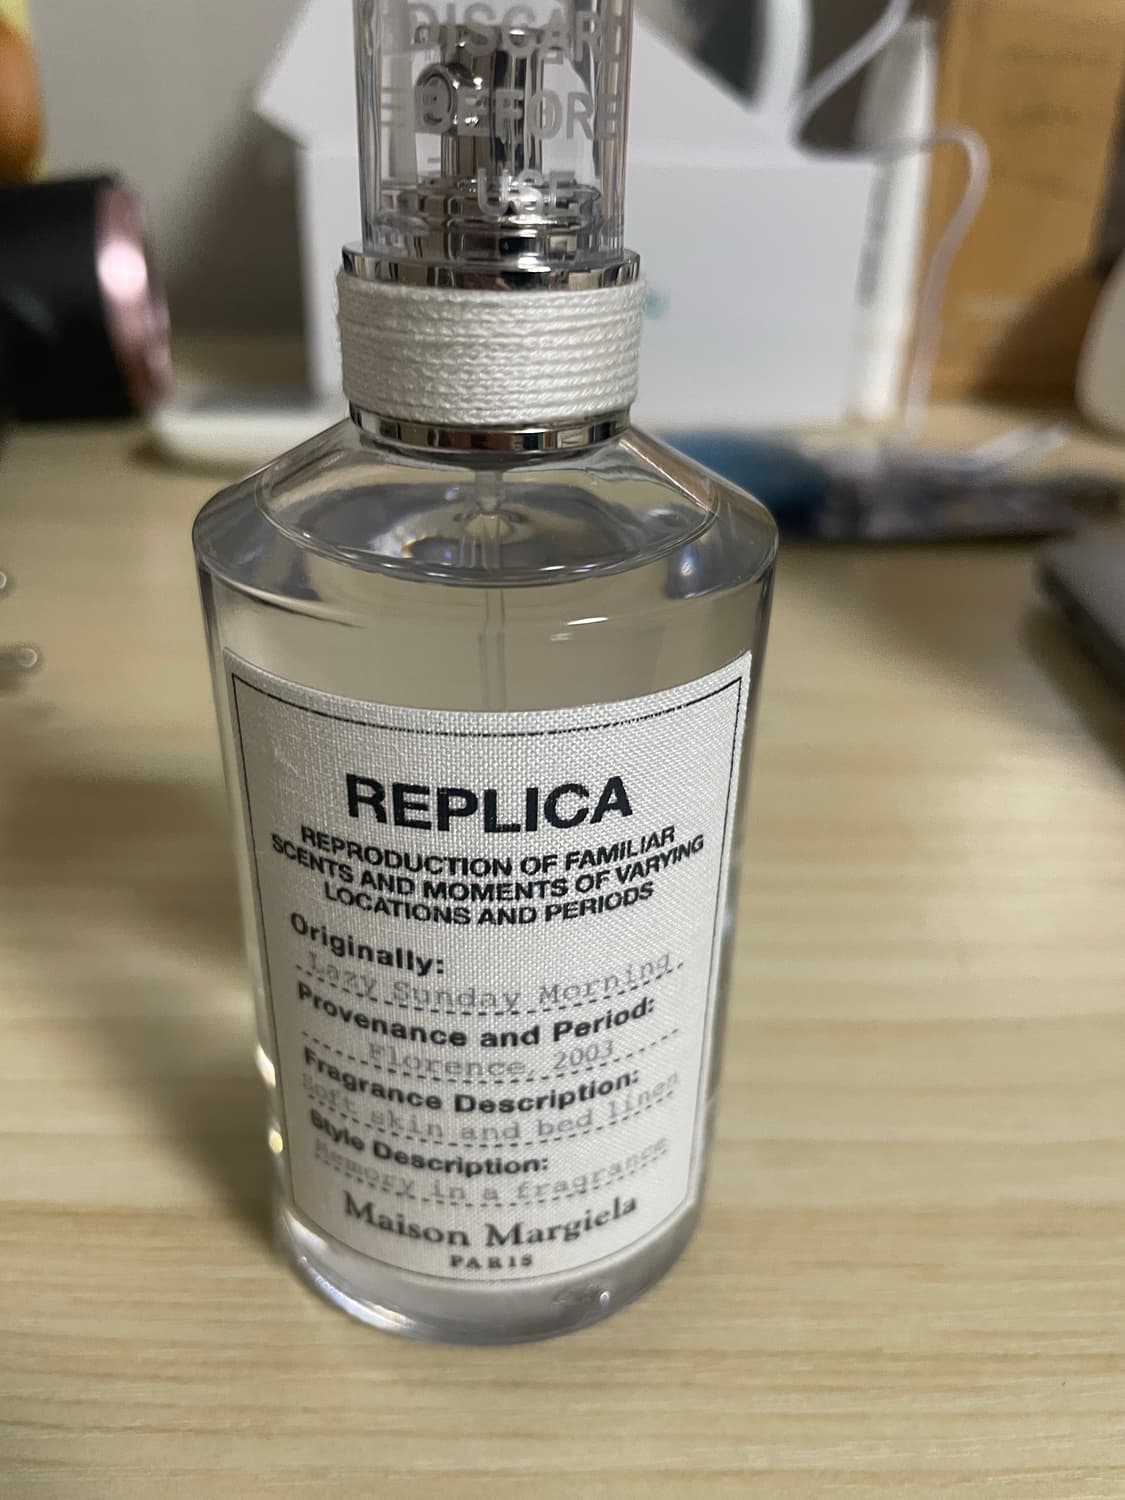 DISCARD
BEFORE
USE
REPLICA
REPRODUCTION OF FAMILIAR
SCENTS AND MOMENTS OF VARYING
LOCATIONS AND PERIODS
Originally:
Lazy Sunday Morning
Provenance and Period:
Florence, 2003
Fragrance Description:
Soft skin and bed linen
Style Description:
Memory in a fragrance
Maison Margiela
PARIS